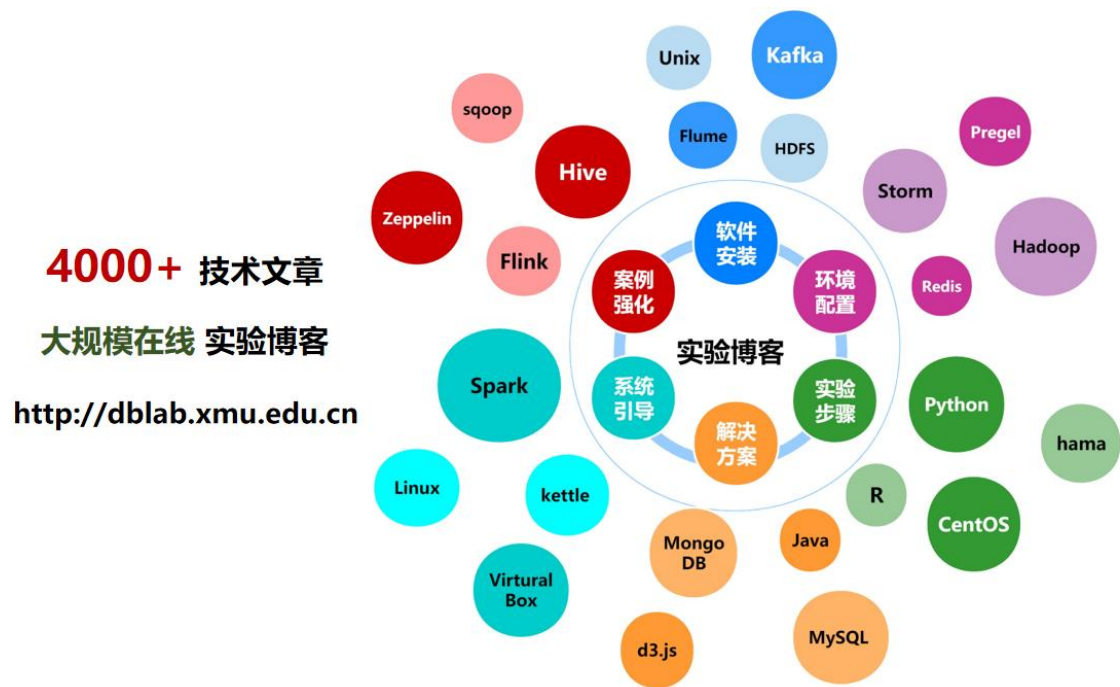 4000+ 技术文章
大规模在线 实验博客
http://dblab.xmu.edu.cn
Unix
Kafka
sqoop
Flume
HDFS
Pregel
Hive
Storm
Zeppelin
Flink
Hadoop
Redis
软件
安装
案例
强化
环境
配置
实验博客
系统
引导
实验
步骤
解决
方案
Spark
Python
hama
Linux
kettle
R
CentOS
Mongo
DB
Java
Virtural
Box
d3.js
MySQL